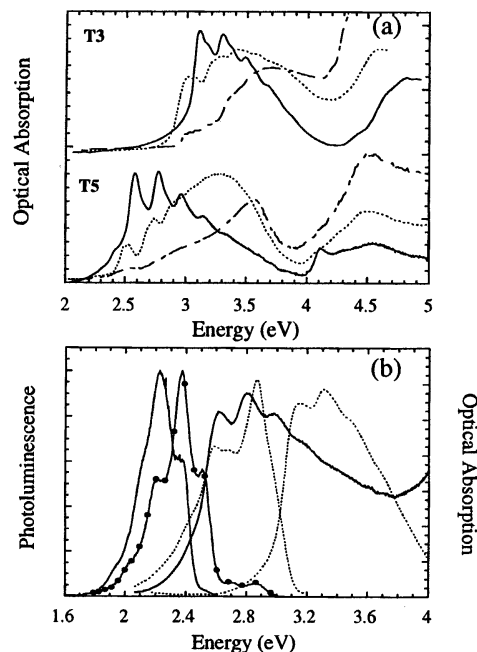 (a)
T3
Optical Absorption
T5
2 2.5 3 3.5 4 4.5 5
Energy (eV)
(b)
Photoluminescence
Optical Absorption
1.6 2 2.4 2.8 3.2 3.6 4
Energy (eV)